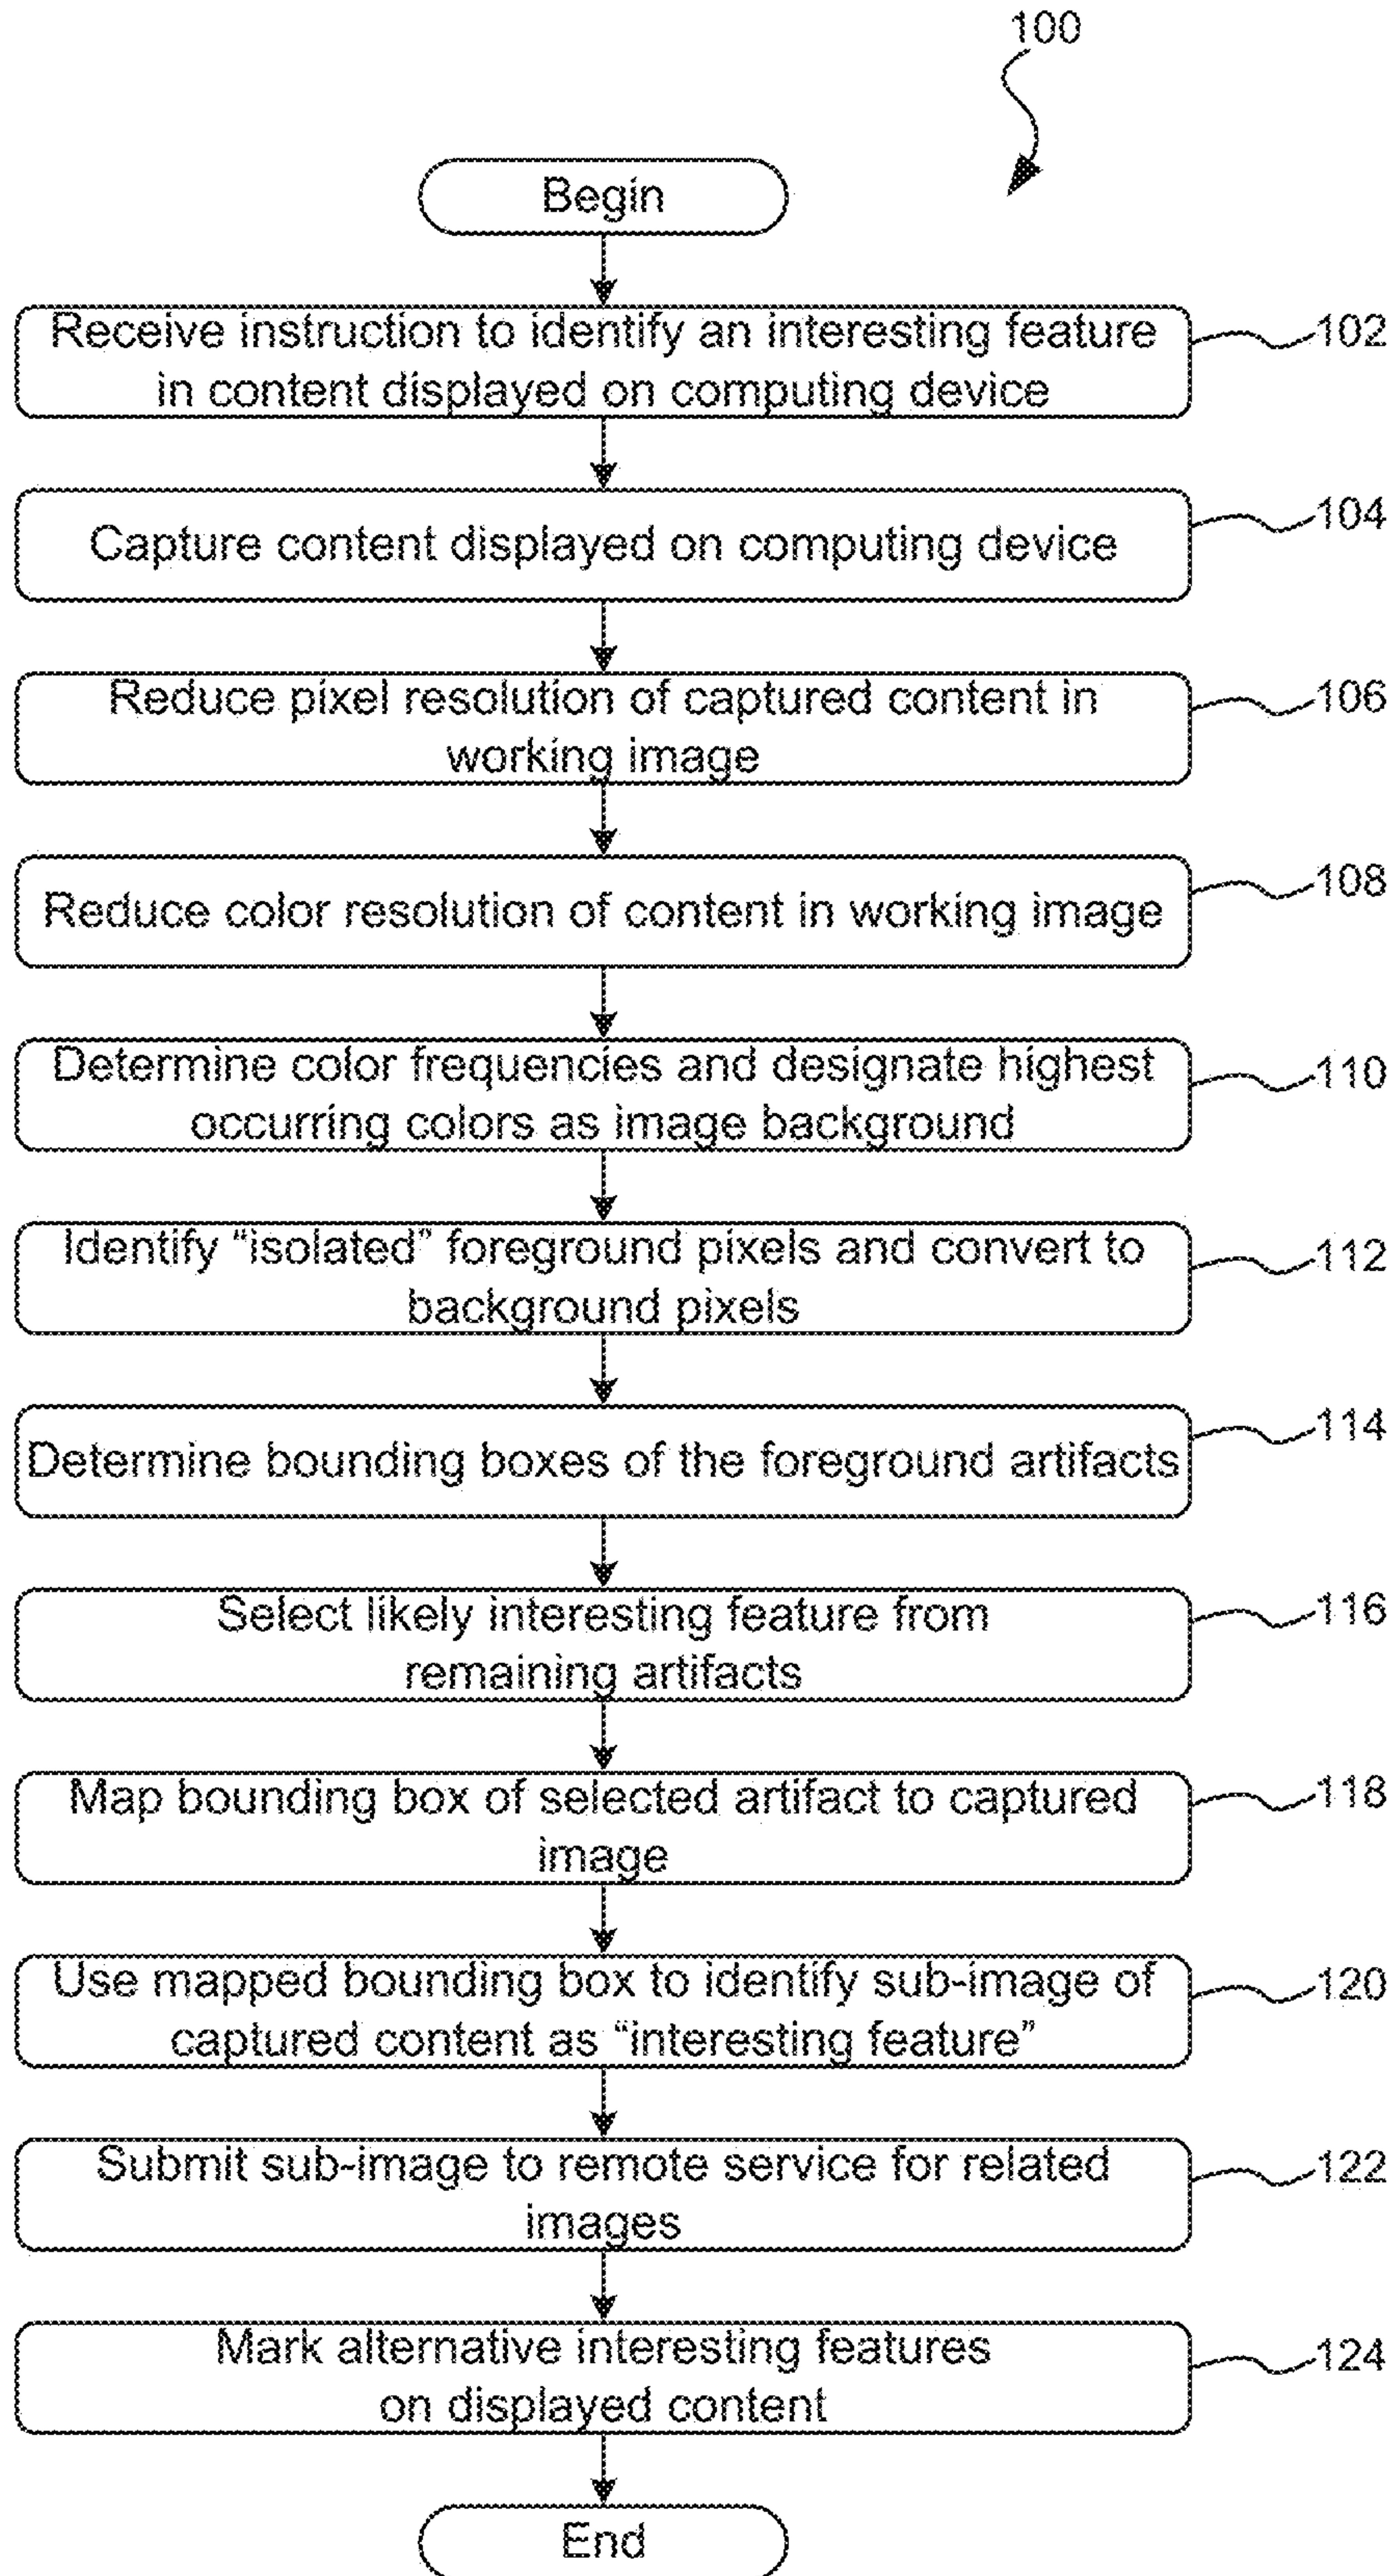 100
Begin
Receive instruction to identify an interesting feature
in content displayed on computing device
102
Capture content displayed on computing device
104
Reduce pixel resolution of captured content in
working image
106
Reduce color resolution of content in working image
108
Determine color frequencies and designate highest
occurring colors as image background
110
Identify “isolated” foreground pixels and convert to
background pixels
112
Determine bounding boxes of the foreground artifacts
114
Select likely interesting feature from
remaining artifacts
116
Map bounding box of selected artifact to captured
image
118
Use mapped bounding box to identify sub-image of
captured content as “interesting feature”
120
Submit sub-image to remote service for related
images
122
Mark alternative interesting features
on displayed content
124
End